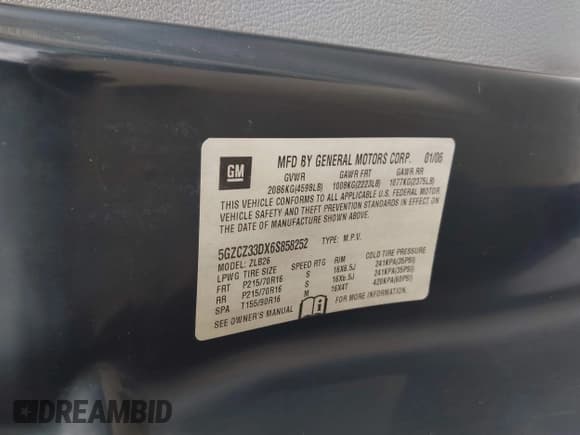 GM
MFD BY GENERAL MOTORS CORP. 01/06
GVWR GAWR FRT GAWR RR
2086KG(4598LB) 1008KG(2223LB) 1077KG(2375LB)
THIS VEHICLE CONFORMS TO ALL APPLICABLE U.S. FEDERAL MOTOR
VEHICLE SAFETY AND THEFT PREVENTION STANDARDS IN EFFECT ON
THE DATE OF MANUFACTURE SHOWN ABOVE.
5GZCZ33DX6S858252 TYPE: M.P.V.
MODEL: ZLB26
LPWG TIRE SIZE SPEED RTG RIM COLD TIRE PRESSURE
FRT P215/70R16 S 16X6.5J 241KPA(35PSI)
RR P215/70R16 S 16X6.5J 241KPA(35PSI)
SPA T155/90R16 M 16X4T 420KPA(60PSI)
SEE OWNER'S MANUAL FOR MORE INFORMATION.
DREAMBID